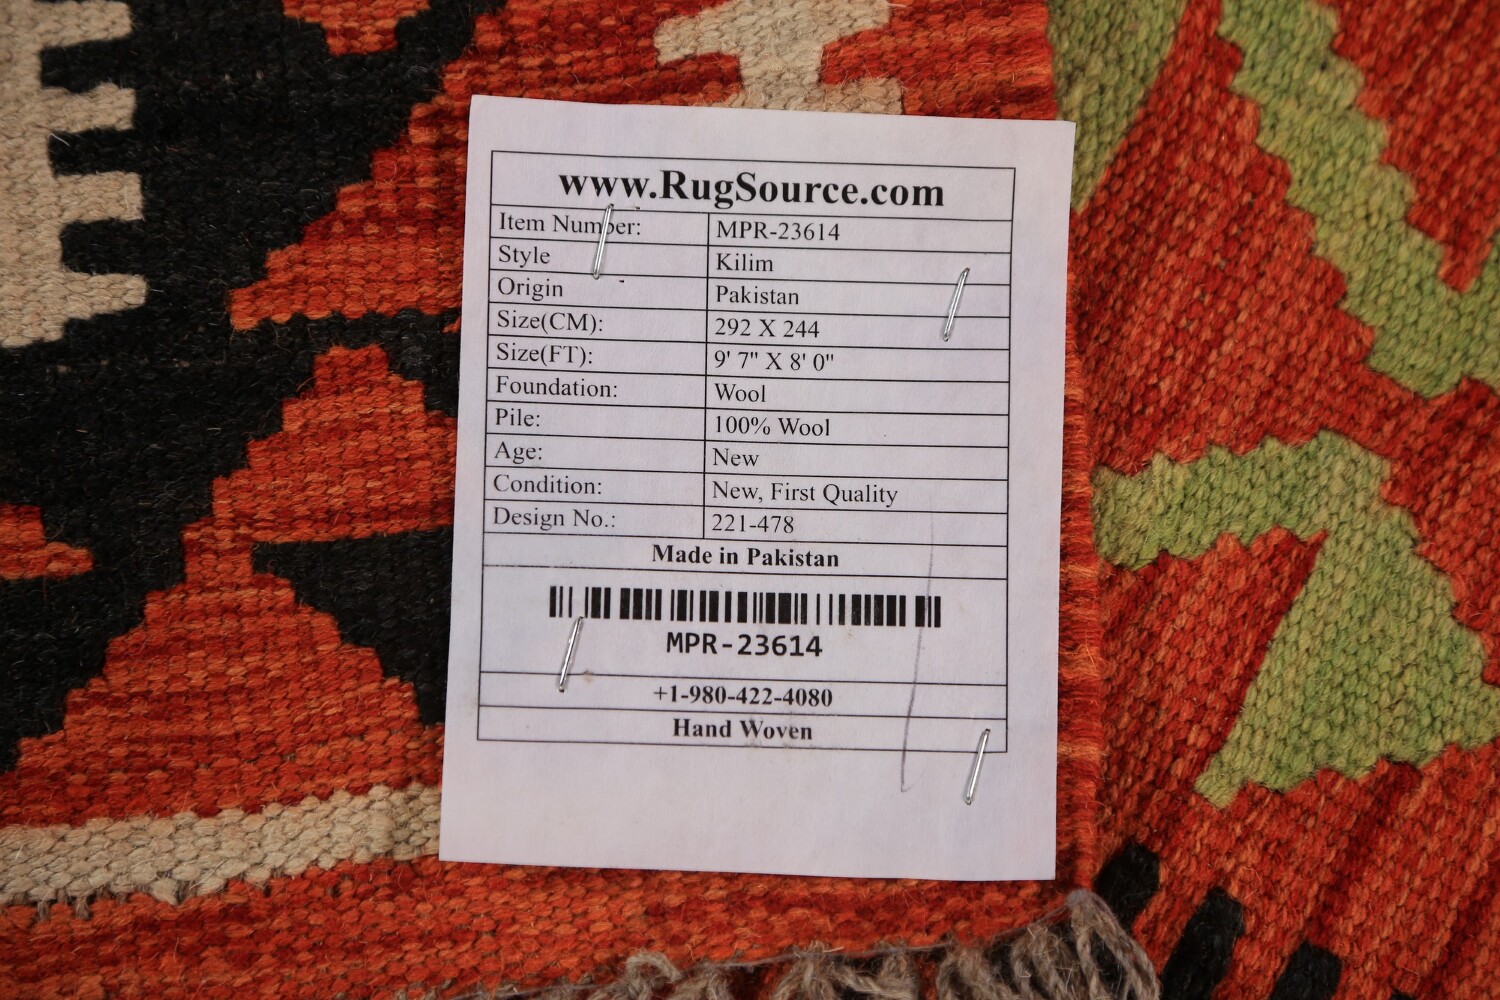 www.RugSource.com
Item Number: MPR-23614
Style Kilim
Origin Pakistan
Size(CM): 292 X 244
Size(FT): 9' 7" X 8' 0"
Foundation: Wool
Pile: 100% Wool
Age: New
Condition: New, First Quality
Design No.: 221-478
Made in Pakistan
MPR-23614
+1-980-422-4080
Hand Woven